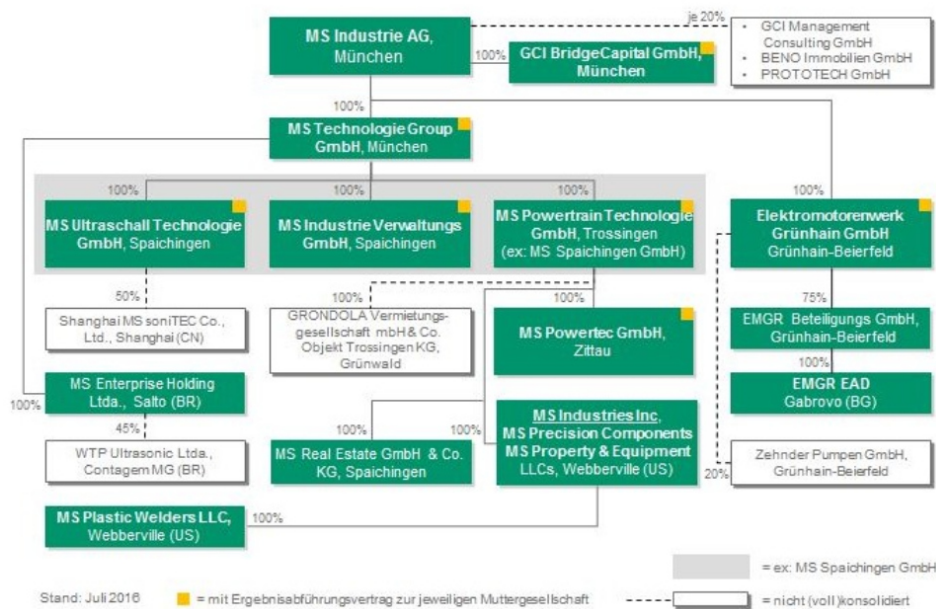 MS Industrie AG,
München
100%
GCI BridgeCapital GmbH,
München
je 20%
• GCI Management
Consulting GmbH
• BENO Immobilien GmbH
• PROTOTECH GmbH
100%
MS Technologie Group
GmbH, München
100%
MS Ultraschall Technologie
GmbH, Spaichingen
100%
MS Industrie Verwaltungs
GmbH, Spaichingen
100%
MS Powertrain Technologie
GmbH, Trossingen
(ex: MS Spaichingen GmbH)
100%
Elektromotorenwerk
Grünhain GmbH
Grünhain-Beierfeld
50%
Shanghai MS soniTEC Co.,
Ltd., Shanghai (CN)
100%
GRONDOLA Vermietungs-
gesellschaft mbH & Co.
Objekt Trossingen KG,
Grünwald
100%
MS Powertec GmbH,
Zittau
75%
EMGR Beteiligungs GmbH,
Grünhain-Beierfeld
100%
MS Enterprise Holding
Ltda., Salto (BR)
100%
EMGR EAD
Gabrovo (BG)
45%
WTP Ultrasonic Ltda.,
Contagem MG (BR)
100%
MS Real Estate GmbH & Co.
KG, Spaichingen
100%
MS Industries Inc,
MS Precision Components
MS Property & Equipment
LLCs, Webberville (US)
20%
Zehnder Pumpen GmbH,
Grünhain-Beierfeld
MS Plastic Welders LLC,
Webberville (US)
100%
= ex: MS Spaichingen GmbH
Stand: Juli 2016
= mit Ergebnisabführungsvertrag zur jeweiligen Muttergesellschaft
= nicht (voll) konsolidiert